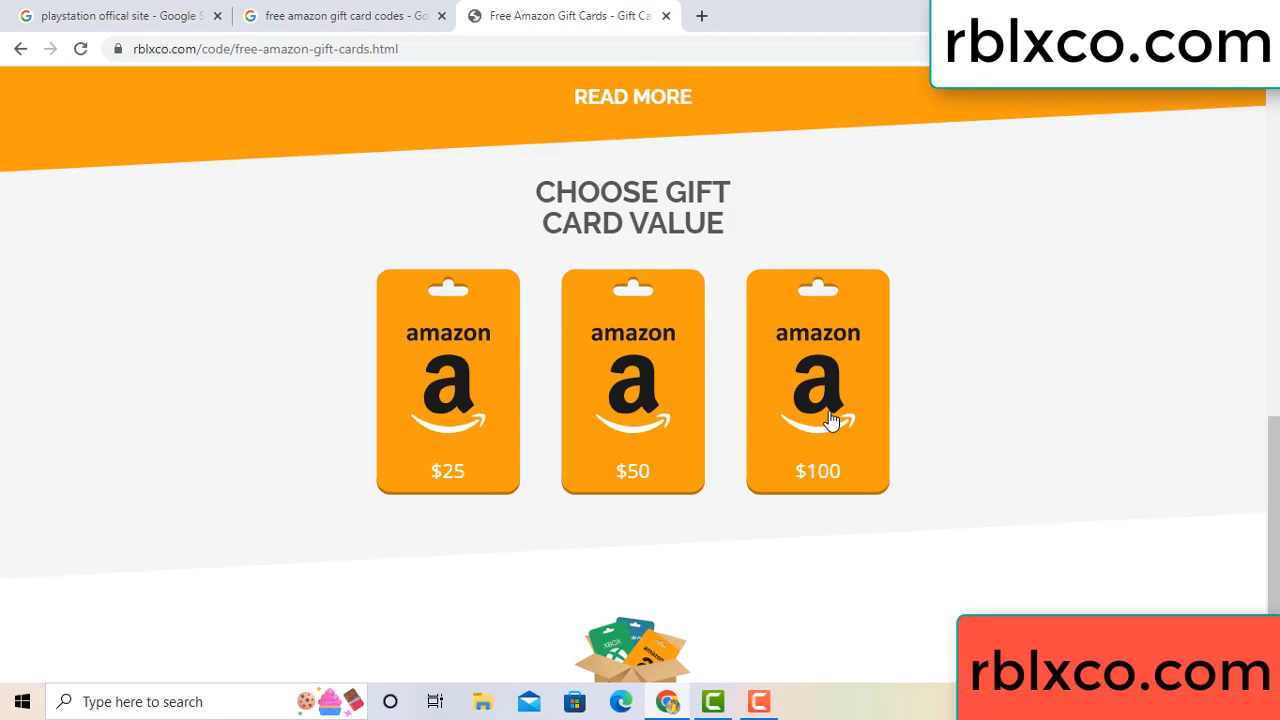 playstation offical site - Google S
free amazon gift card codes - Go
Free Amazon Gift Cards - Gift Ca
rblxco.com/code/free-amazon-gift-cards.html
rblxco.com
READ MORE
CHOOSE GIFT
CARD VALUE
amazon
a
$25
amazon
a
$50
amazon
a
$100
XBOX
amazon
rblxco.com
Type here to search